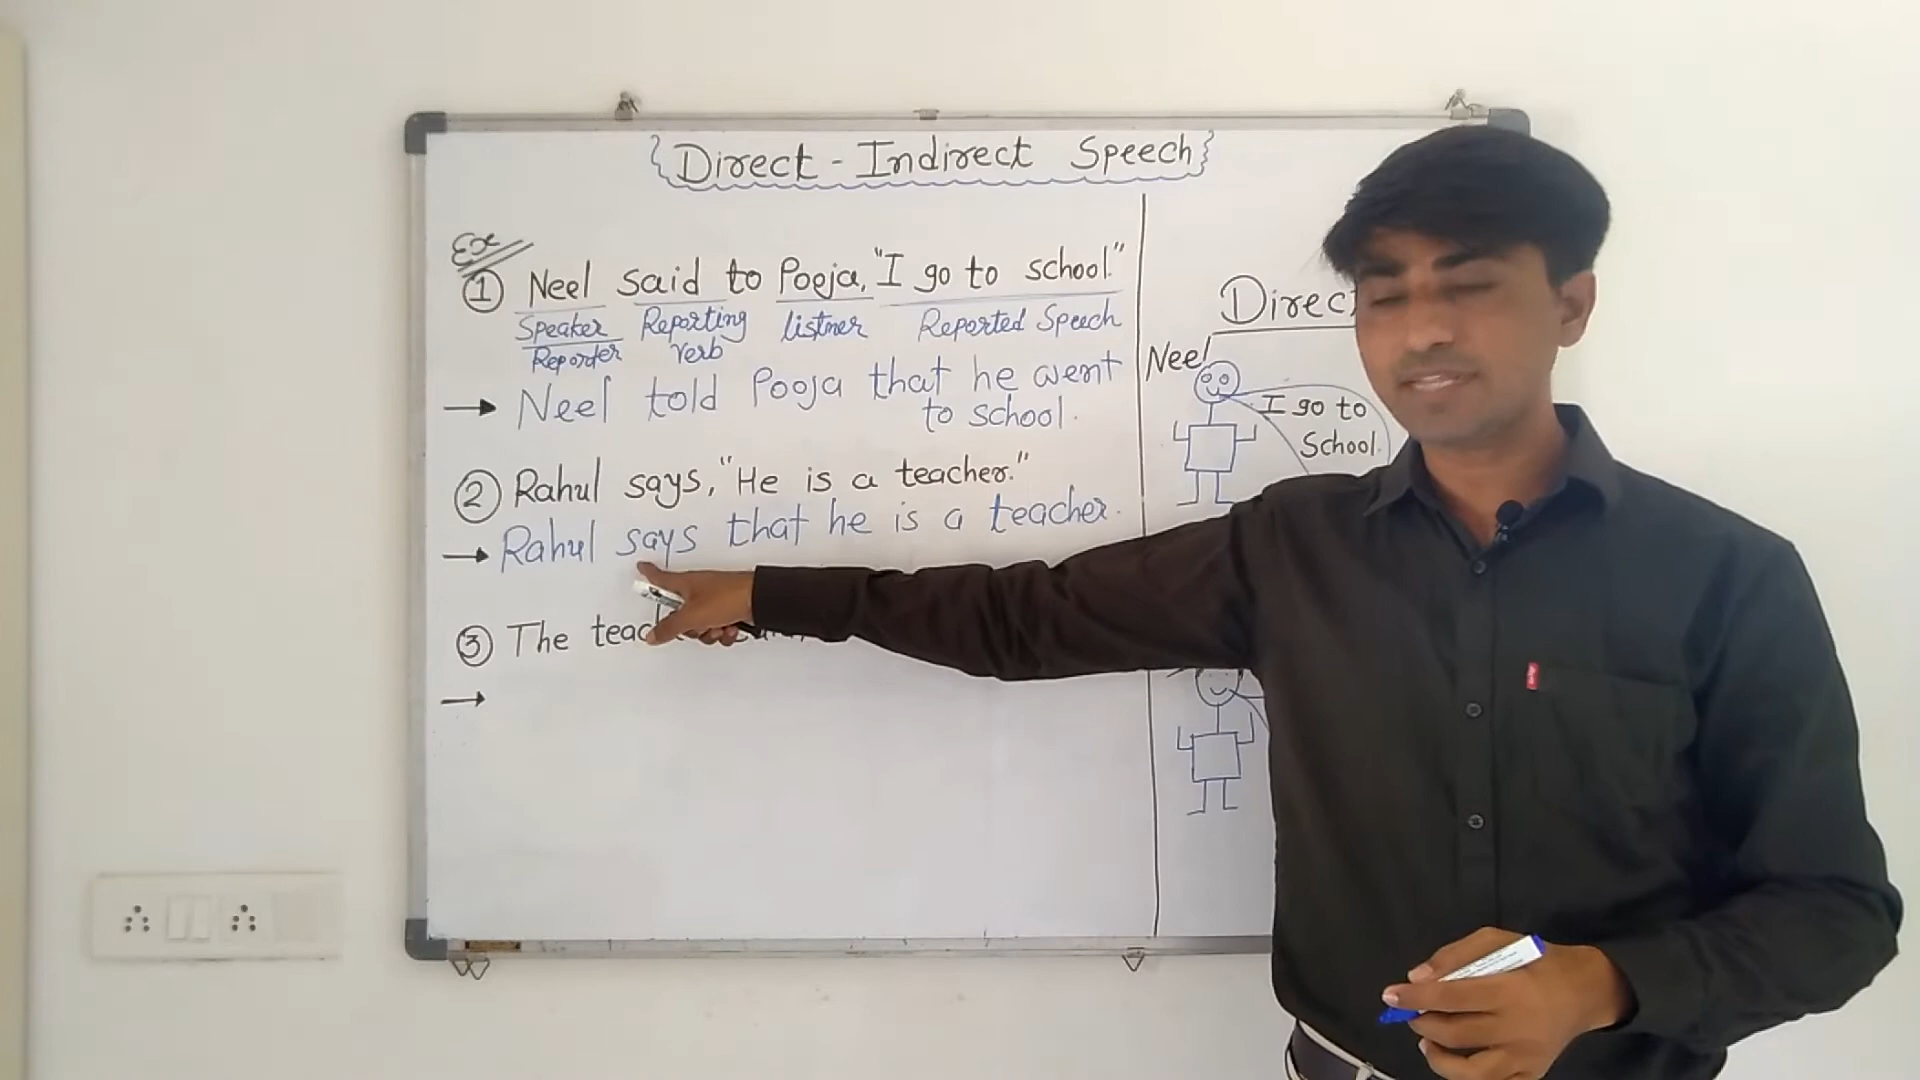 {Direct - Indirect Speech}
Ex
① Neel said to Pooja, "I go to school."
Speaker Reporting listner Reported Speech
Reporter Verb
→ Neel told Pooja that he went
to school.
② Rahul says, "He is a teacher."
→ Rahul says that he is a teacher.
③ The
→
Direct
Neel
I go to
School.